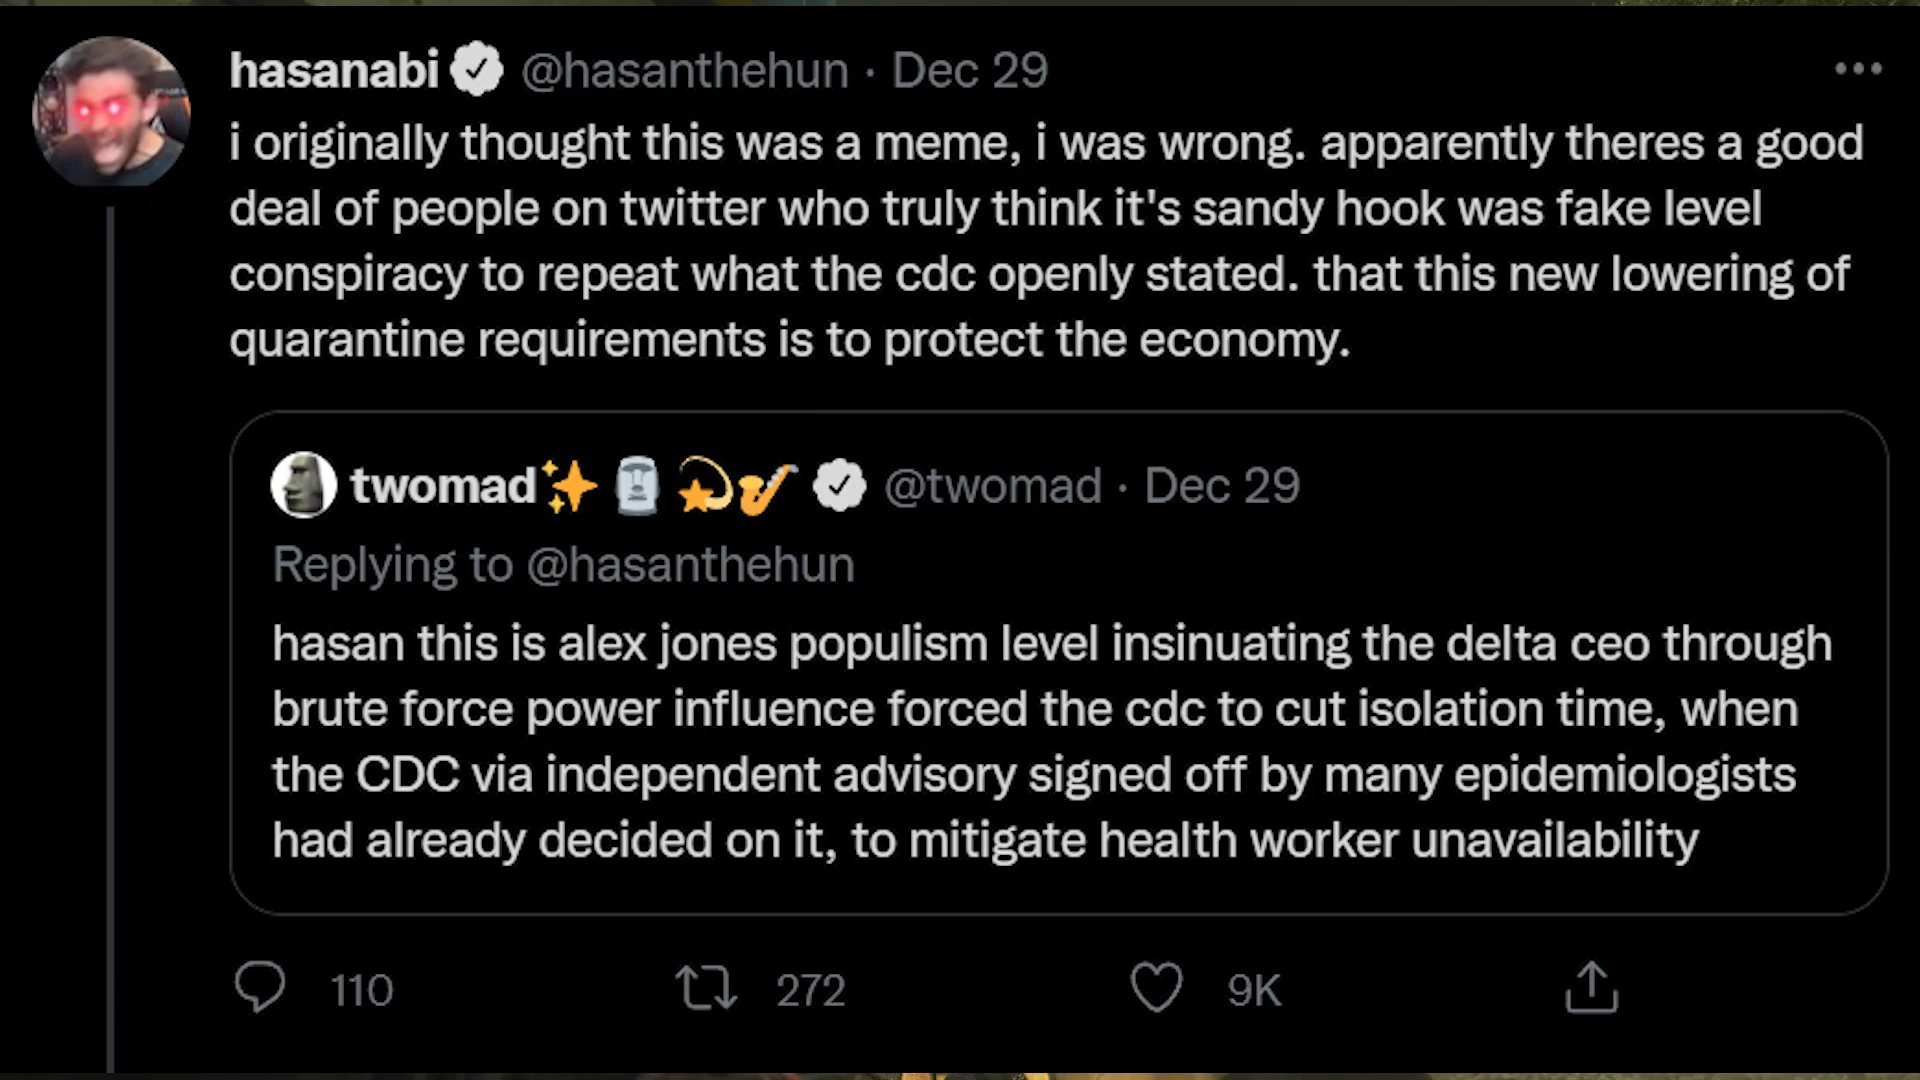 hasanabi @hasanthehun · Dec 29
i originally thought this was a meme, i was wrong. apparently theres a good
deal of people on twitter who truly think it's sandy hook was fake level
conspiracy to repeat what the cdc openly stated. that this new lowering of
quarantine requirements is to protect the economy.
twomad✨🗿💫🎷 @twomad · Dec 29
Replying to @hasanthehun
hasan this is alex jones populism level insinuating the delta ceo through
brute force power influence forced the cdc to cut isolation time, when
the CDC via independent advisory signed off by many epidemiologists
had already decided on it, to mitigate health worker unavailability
110 272 9K